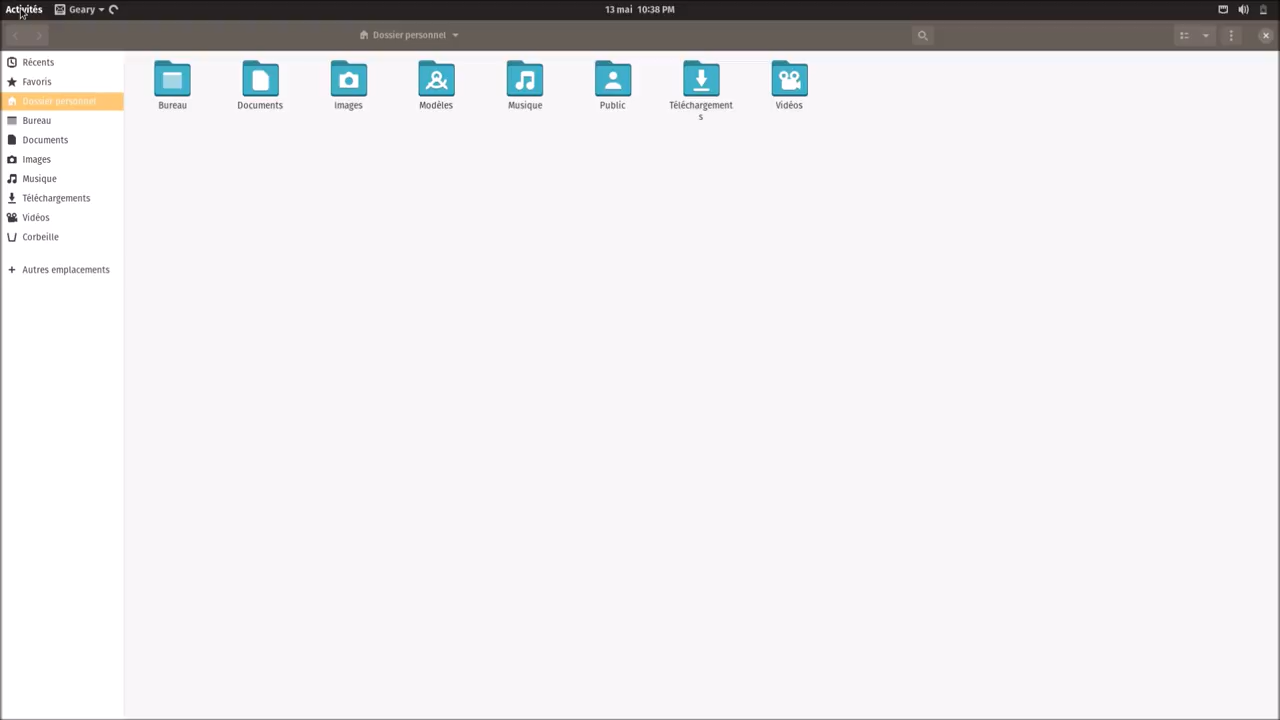 Activités Geary 13 mai 10:38 PM
Dossier personnel
Récents
Favoris
Dossier personnel
Bureau
Documents
Images
Musique
Téléchargements
Vidéos
Corbeille
Autres emplacements
Bureau Documents Images Modèles Musique Public Téléchargement Vidéos
s